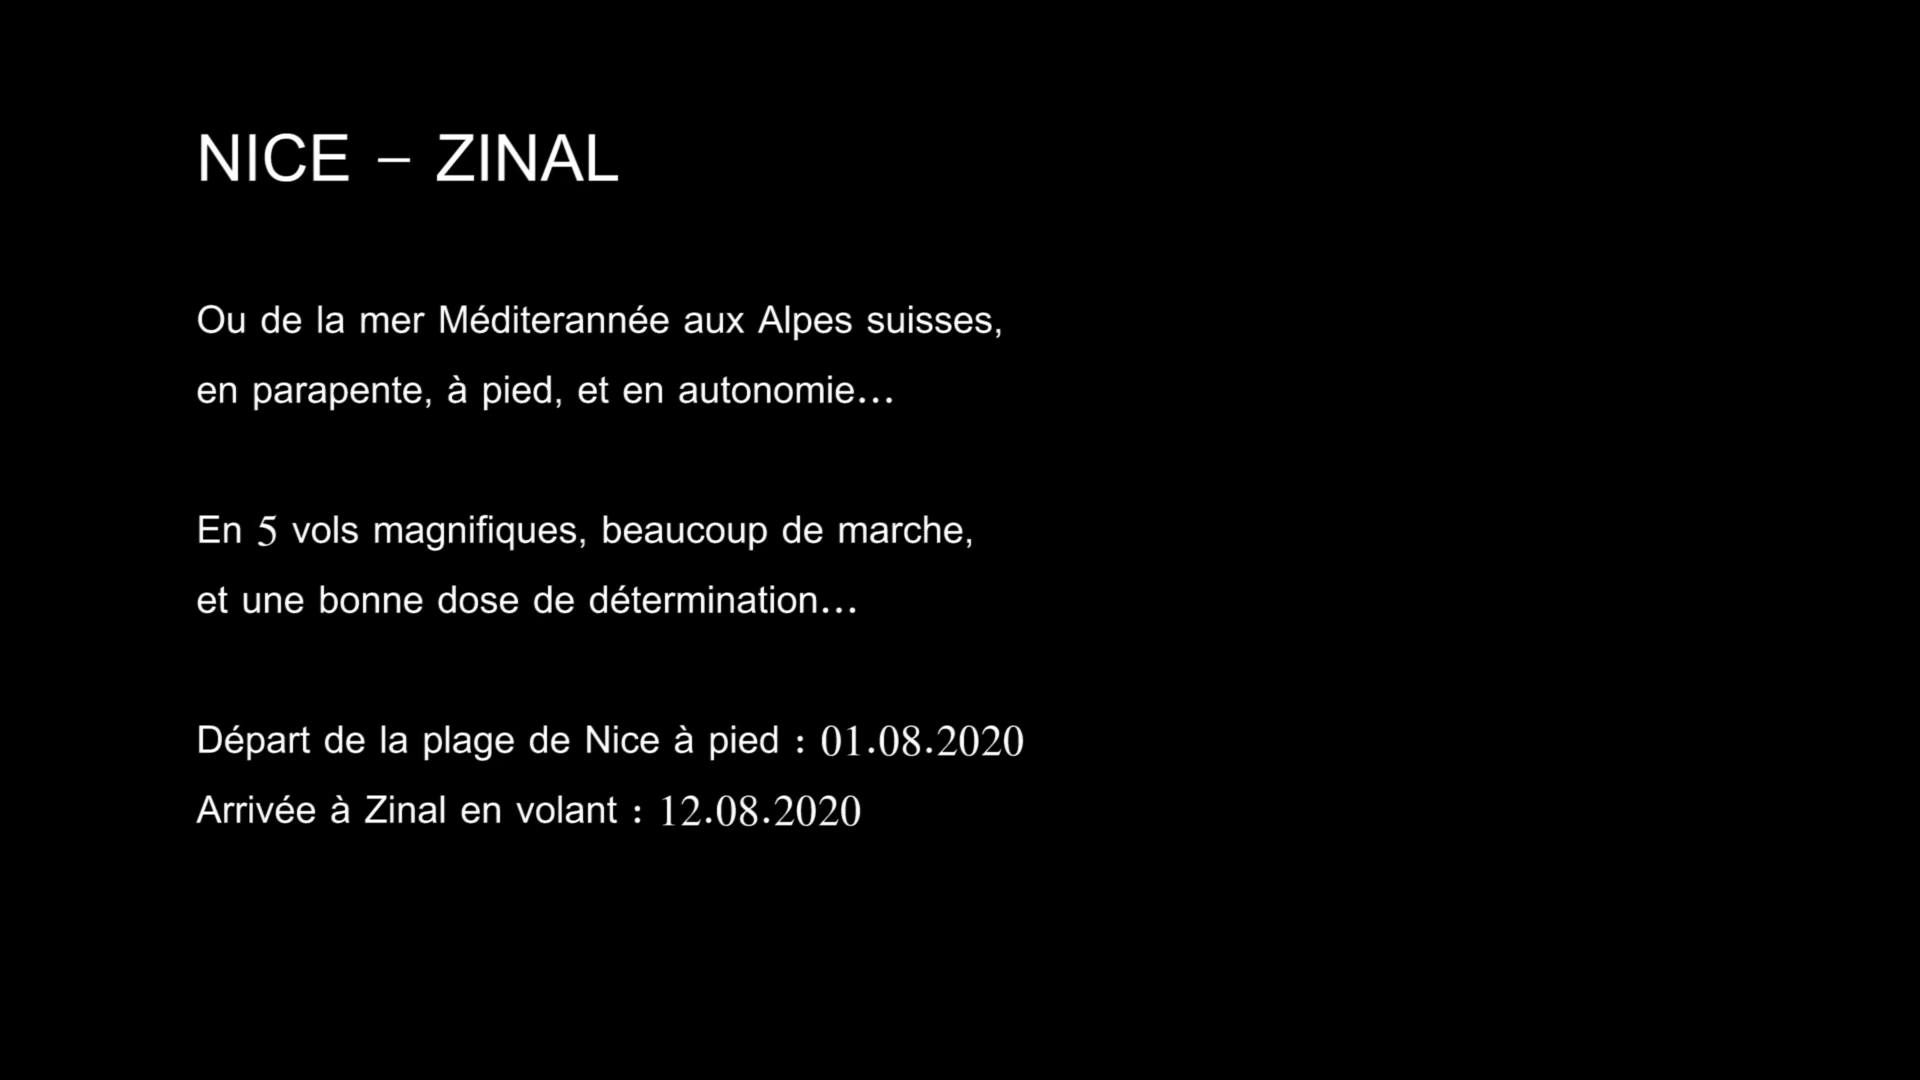 NICE – ZINAL
Ou de la mer Méditerannée aux Alpes suisses,
en parapente, à pied, et en autonomie…
En 5 vols magnifiques, beaucoup de marche,
et une bonne dose de détermination…
Départ de la plage de Nice à pied : 01.08.2020
Arrivée à Zinal en volant : 12.08.2020